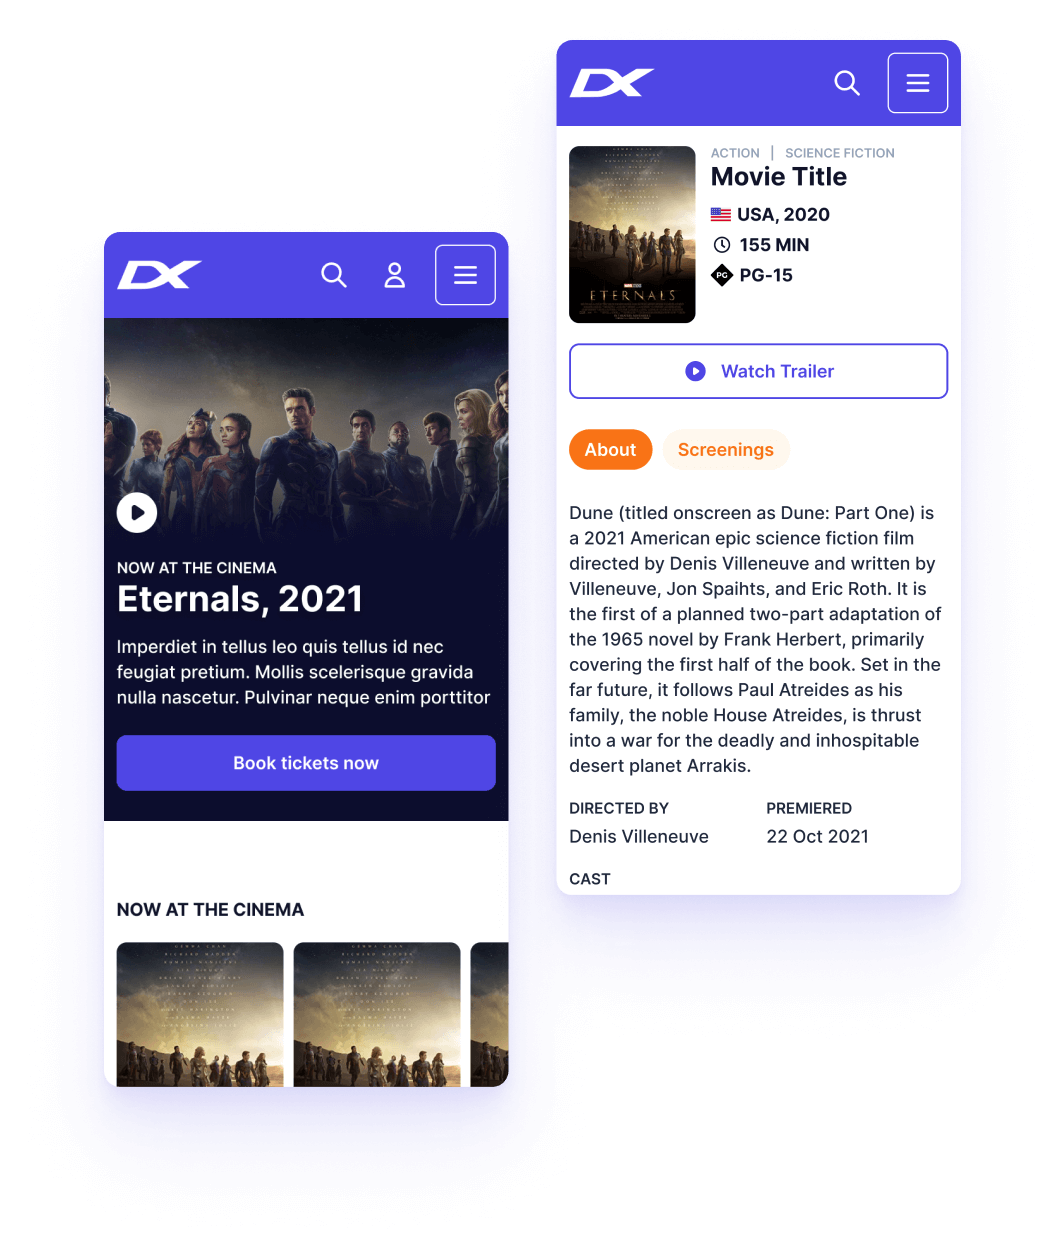 DX
NOW AT THE CINEMA
Eternals, 2021
Imperdiet in tellus leo quis tellus id nec
feugiat pretium. Mollis scelerisque gravida
nulla nascetur. Pulvinar neque enim porttitor
Book tickets now
NOW AT THE CINEMA
DX
ACTION | SCIENCE FICTION
Movie Title
USA, 2020
155 MIN
PG PG-15
ETERNALS
Watch Trailer
About Screenings
Dune (titled onscreen as Dune: Part One) is
a 2021 American epic science fiction film
directed by Denis Villeneuve and written by
Villeneuve, Jon Spaihts, and Eric Roth. It is
the first of a planned two-part adaptation of
the 1965 novel by Frank Herbert, primarily
covering the first half of the book. Set in the
far future, it follows Paul Atreides as his
family, the noble House Atreides, is thrust
into a war for the deadly and inhospitable
desert planet Arrakis.
DIRECTED BY PREMIERED
Denis Villeneuve 22 Oct 2021
CAST